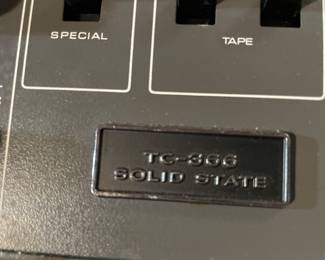 SPECIAL
TAPE
TC-366
SOLID STATE